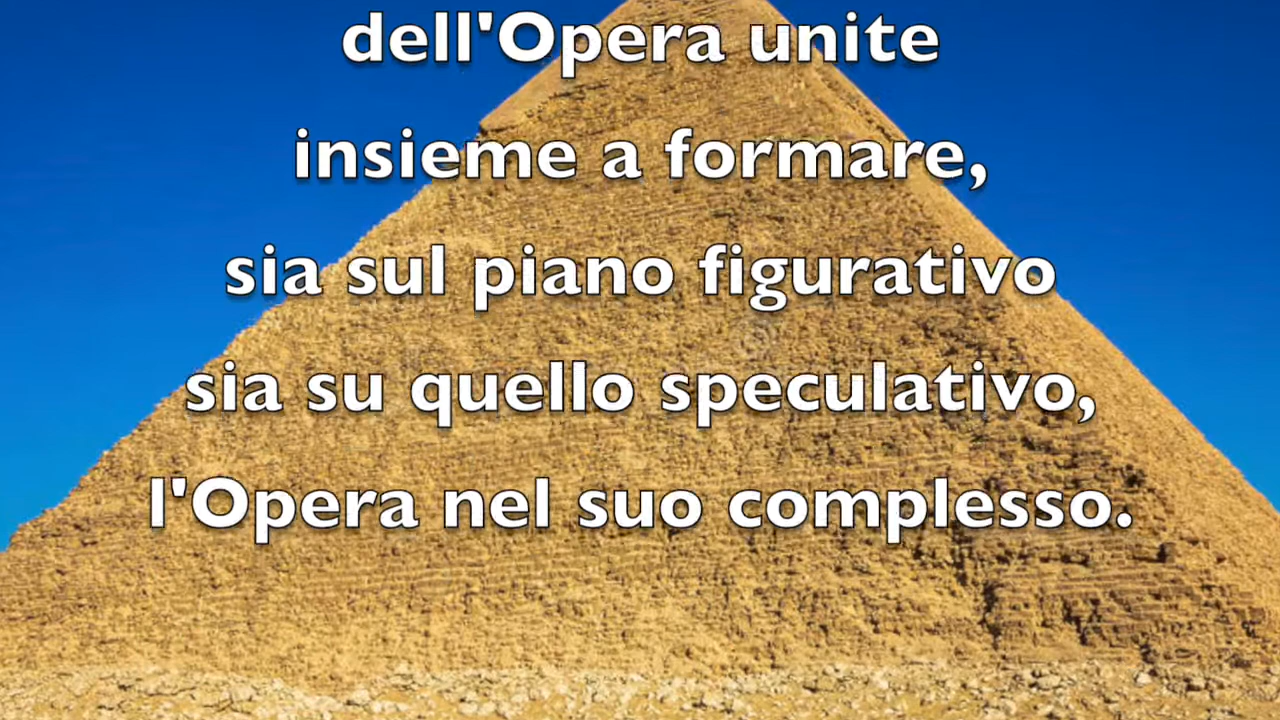 dell'Opera unite
insieme a formare,
sia sul piano figurativo
sia su quello speculativo,
l'Opera nel suo complesso.